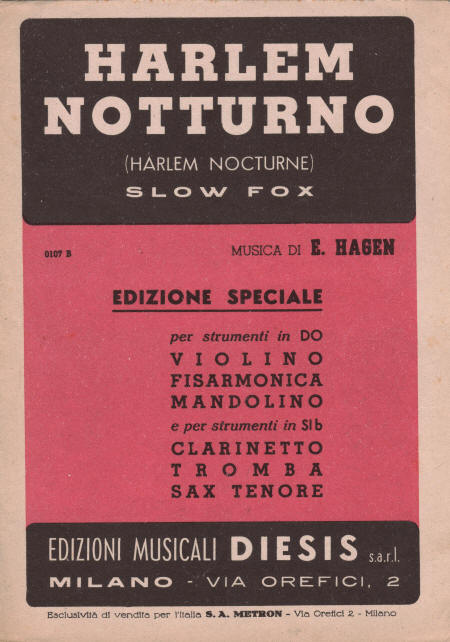 HARLEM
NOTTURNO
(HARLEM NOCTURNE)
SLOW FOX
0107 B
MUSICA DI E. HAGEN
EDIZIONE SPECIALE
per strumenti in DO
VIOLINO
FISARMONICA
MANDOLINO
e per strumenti in SIb
CLARINETTO
TROMBA
SAX TENORE
EDIZIONI MUSICALI DIESIS s.a.r.l.
MILANO - VIA OREFICI, 2
Esclusività di vendita per l'Italia S. A. METRON - Via Orefici 2 - Milano